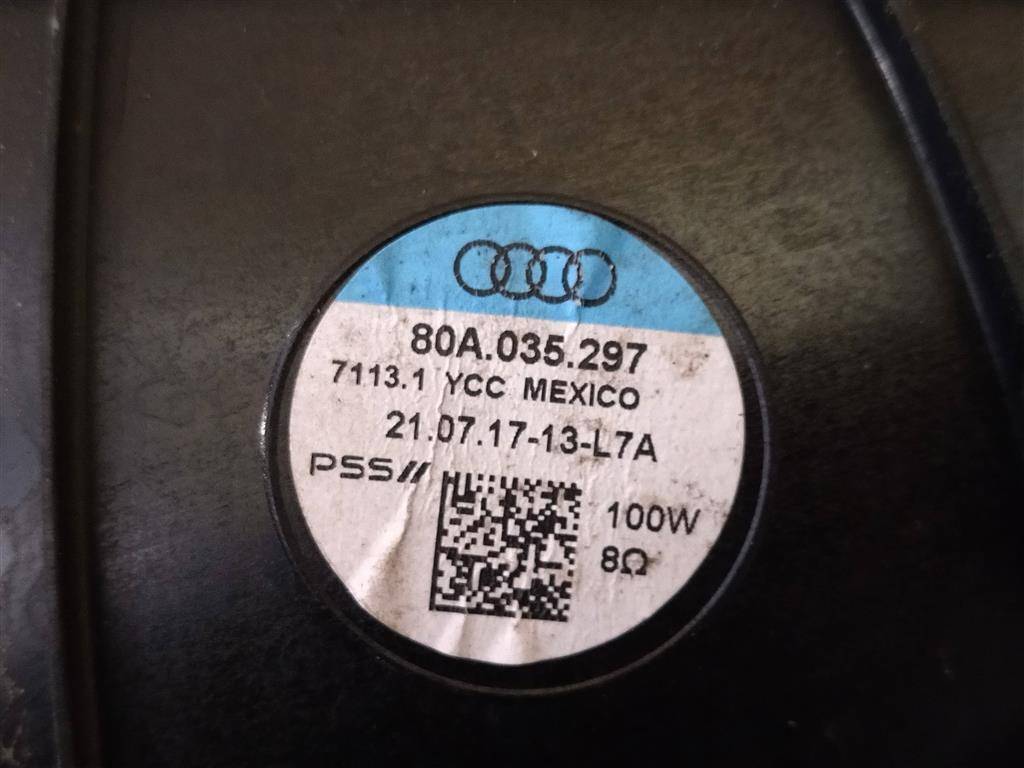 80A.035.297
7113.1 YCC MEXICO
21.07.17-13-L7A
PSS//
100W
8Ω